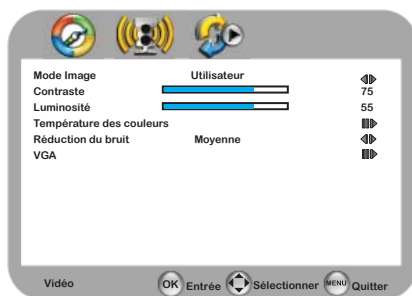 Mode Image Utilisateur
Contraste 75
Luminosité 55
Température des couleurs
Réduction du bruit Moyenne
VGA
Vidéo OK Entrée Sélectionner MENU Quitter